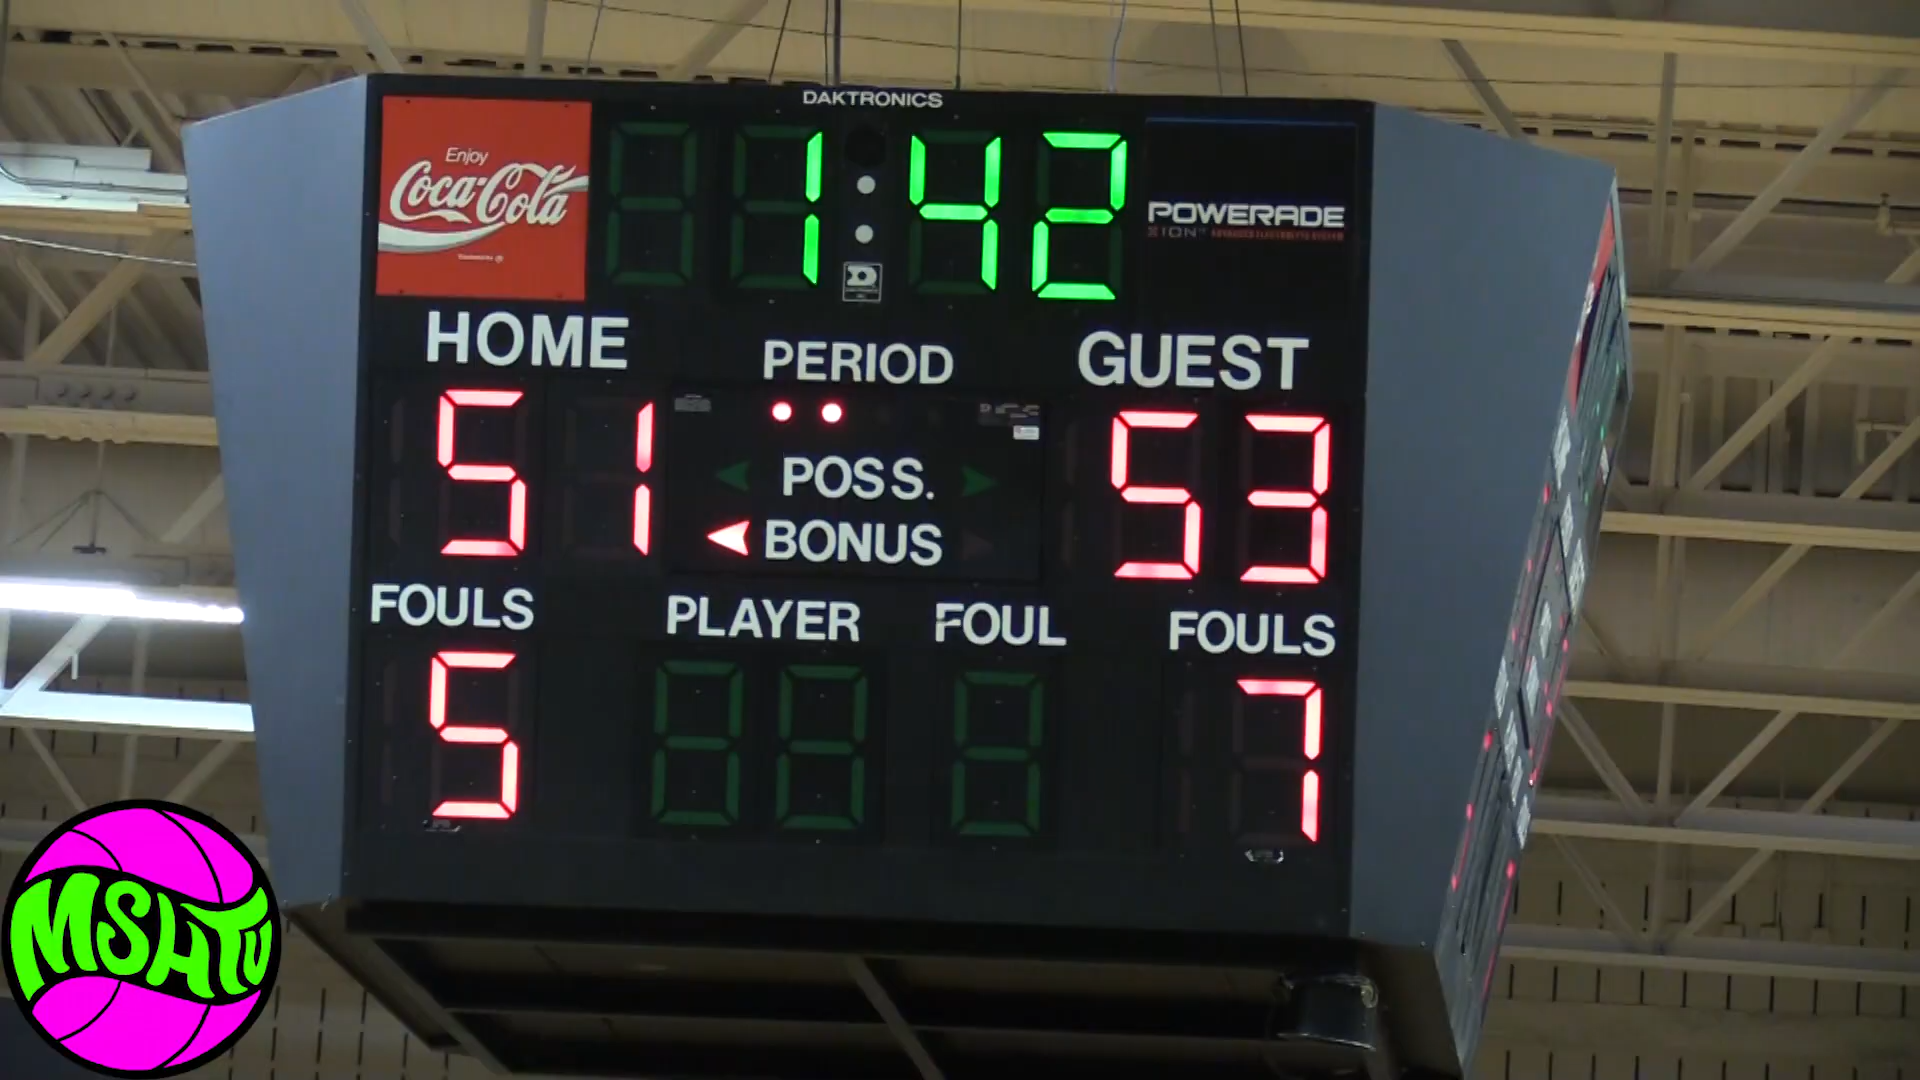 DAKTRONICS
Enjoy
Coca-Cola
1:42
POWERADE
ION
HOME
PERIOD
GUEST
51
53
POSS.
BONUS
FOULS
PLAYER
FOUL
FOULS
5
7
MSHTV